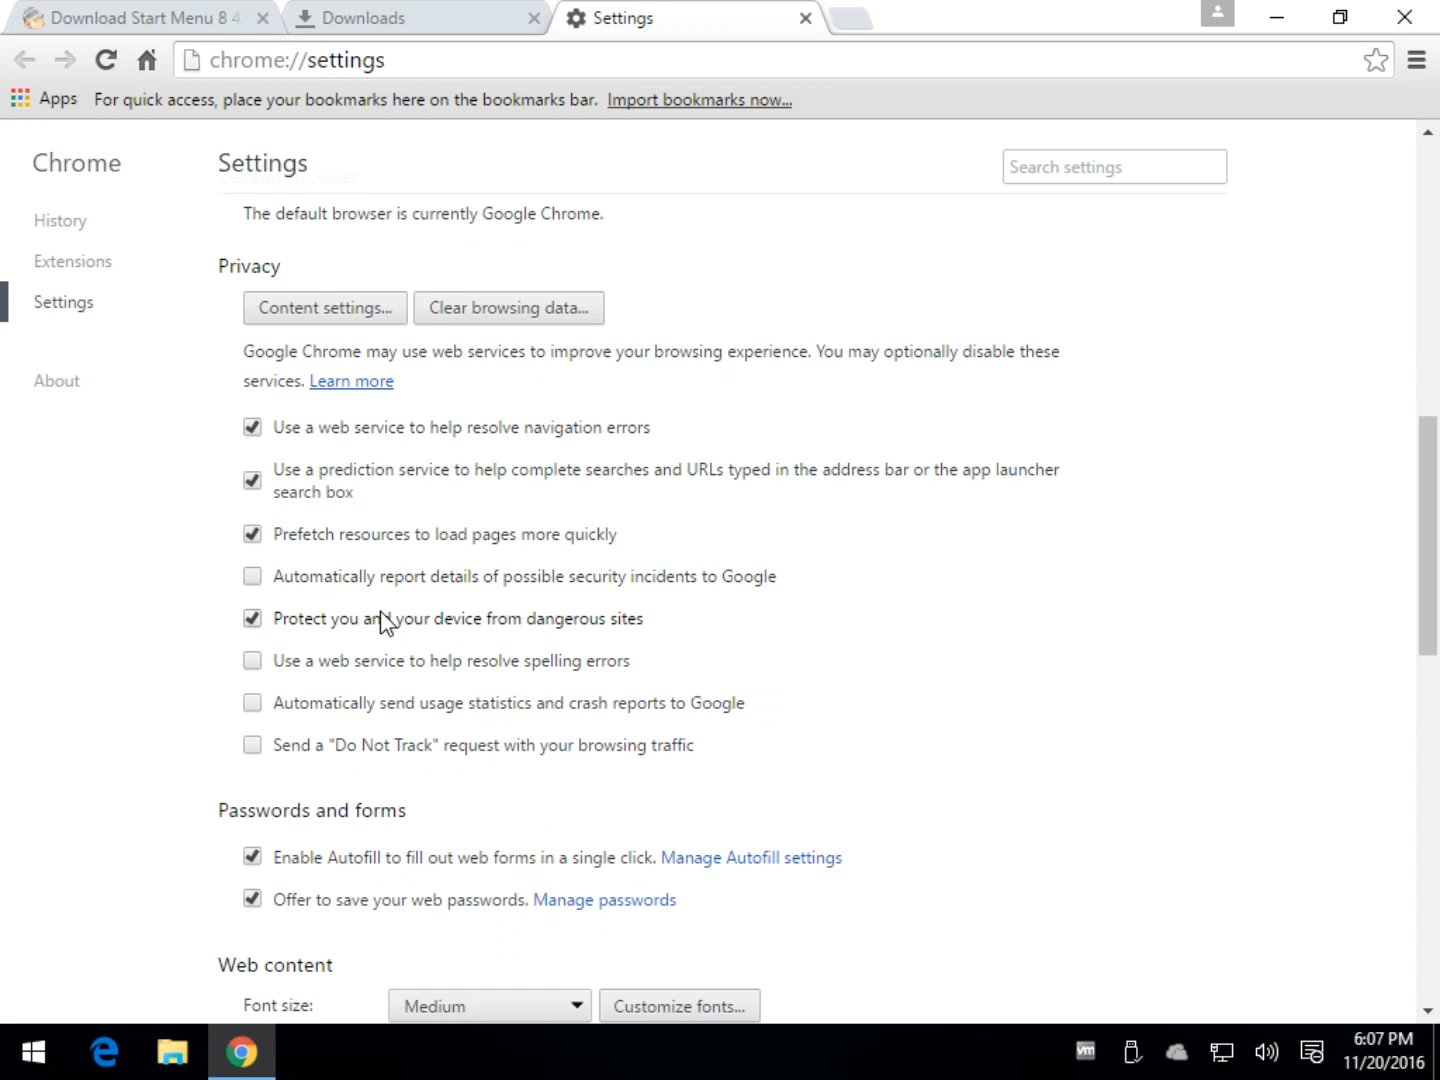 Download Start Menu 8 4
Downloads
Settings
chrome://settings
Apps
For quick access, place your bookmarks here on the bookmarks bar. Import bookmarks now...
Chrome
Settings
Search settings
History
Extensions
Settings
About
The default browser is currently Google Chrome.
Privacy
Content settings...
Clear browsing data...
Google Chrome may use web services to improve your browsing experience. You may optionally disable these
services. Learn more
Use a web service to help resolve navigation errors
Use a prediction service to help complete searches and URLs typed in the address bar or the app launcher
search box
Prefetch resources to load pages more quickly
Automatically report details of possible security incidents to Google
Protect you and your device from dangerous sites
Use a web service to help resolve spelling errors
Automatically send usage statistics and crash reports to Google
Send a "Do Not Track" request with your browsing traffic
Passwords and forms
Enable Autofill to fill out web forms in a single click. Manage Autofill settings
Offer to save your web passwords. Manage passwords
Web content
Font size:
Medium
Customize fonts...
vm
6:07 PM
11/20/2016